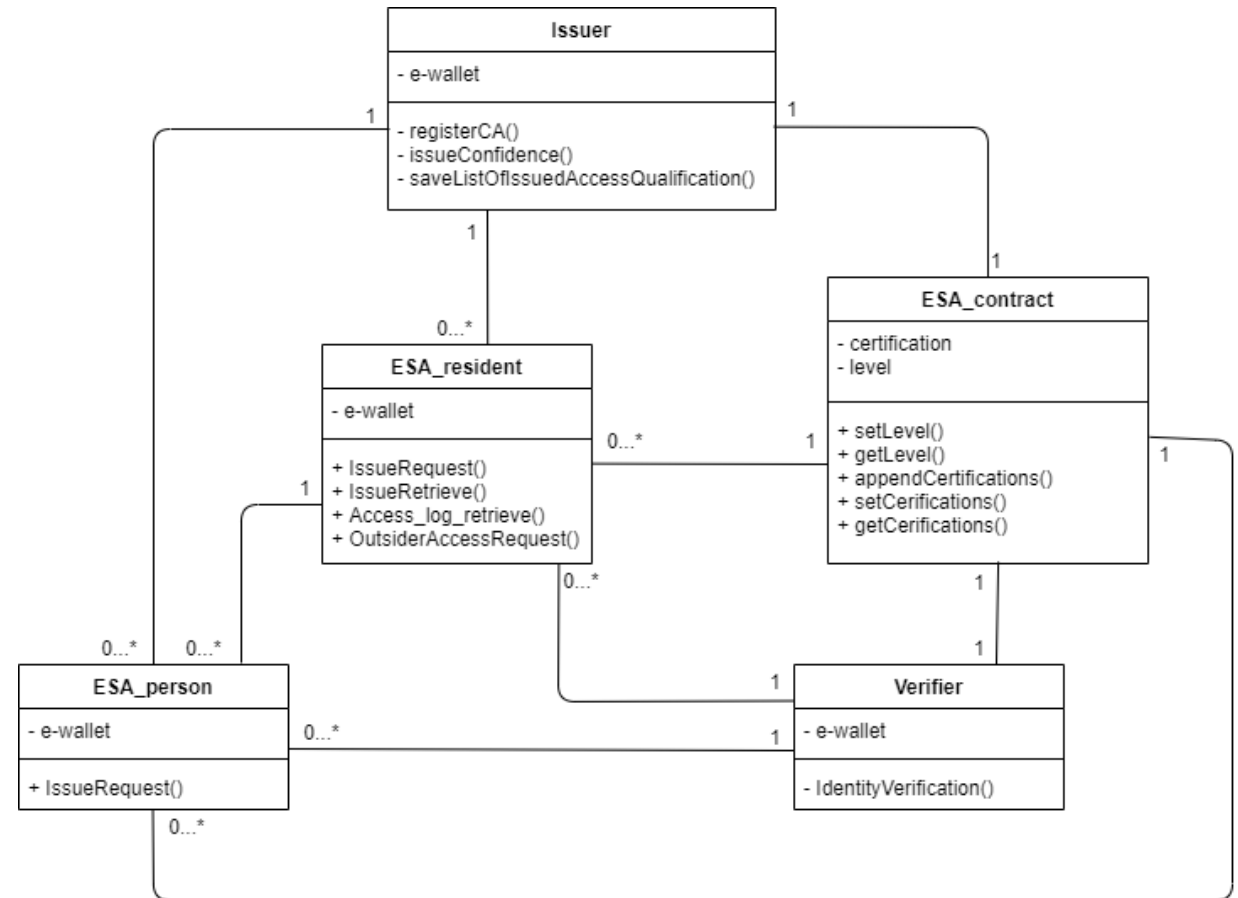 Issuer
- e-wallet
1
1
- registerCA()
- issueConfidence()
- saveListOfIssuedAccessQualification()
1
1
0...*
ESA_contract
- certification
- level
ESA_resident
- e-wallet
0...*
1
+ setLevel()
+ getLevel()
+ appendCertifications()
+ setCerifications()
+ getCerifications()
1
+ IssueRequest()
+ IssueRetrieve()
+ Access_log_retrieve()
+ OutsiderAccessRequest()
1
0...*
1
0...*
0...*
1
ESA_person
- e-wallet
+ IssueRequest()
1
Verifier
- e-wallet
- IdentityVerification()
0...*
1
0...*